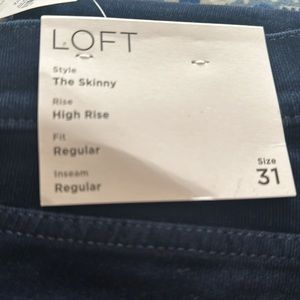 LOFT
Style
The Skinny
Rise
High Rise
Fit
Regular
Inseam
Regular
Size
31